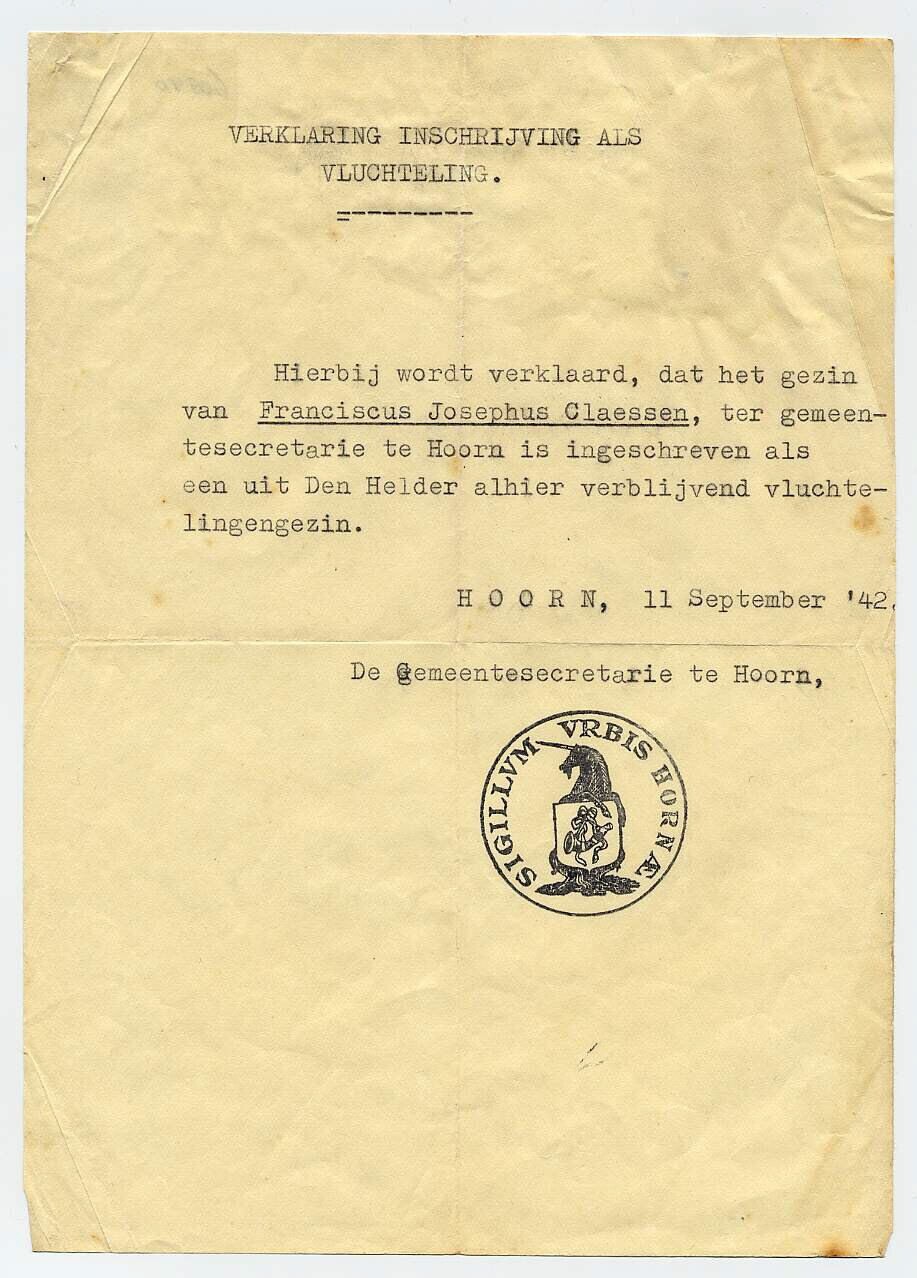 VERKLARING INSCHRIJVING ALS
VLUCHTELING.
Hierbij wordt verklaard, dat het gezin
van Franciscus Josephus Claessen, ter gemeen-
tesecretarie te Hoorn is ingeschreven als
een uit Den Helder alhier verblijvend vluchte-
lingengezin.
H O O R N, 11 September '42.
De Gemeentesecretarie te Hoorn,
SIGILLVM VRBIS HORNÆ